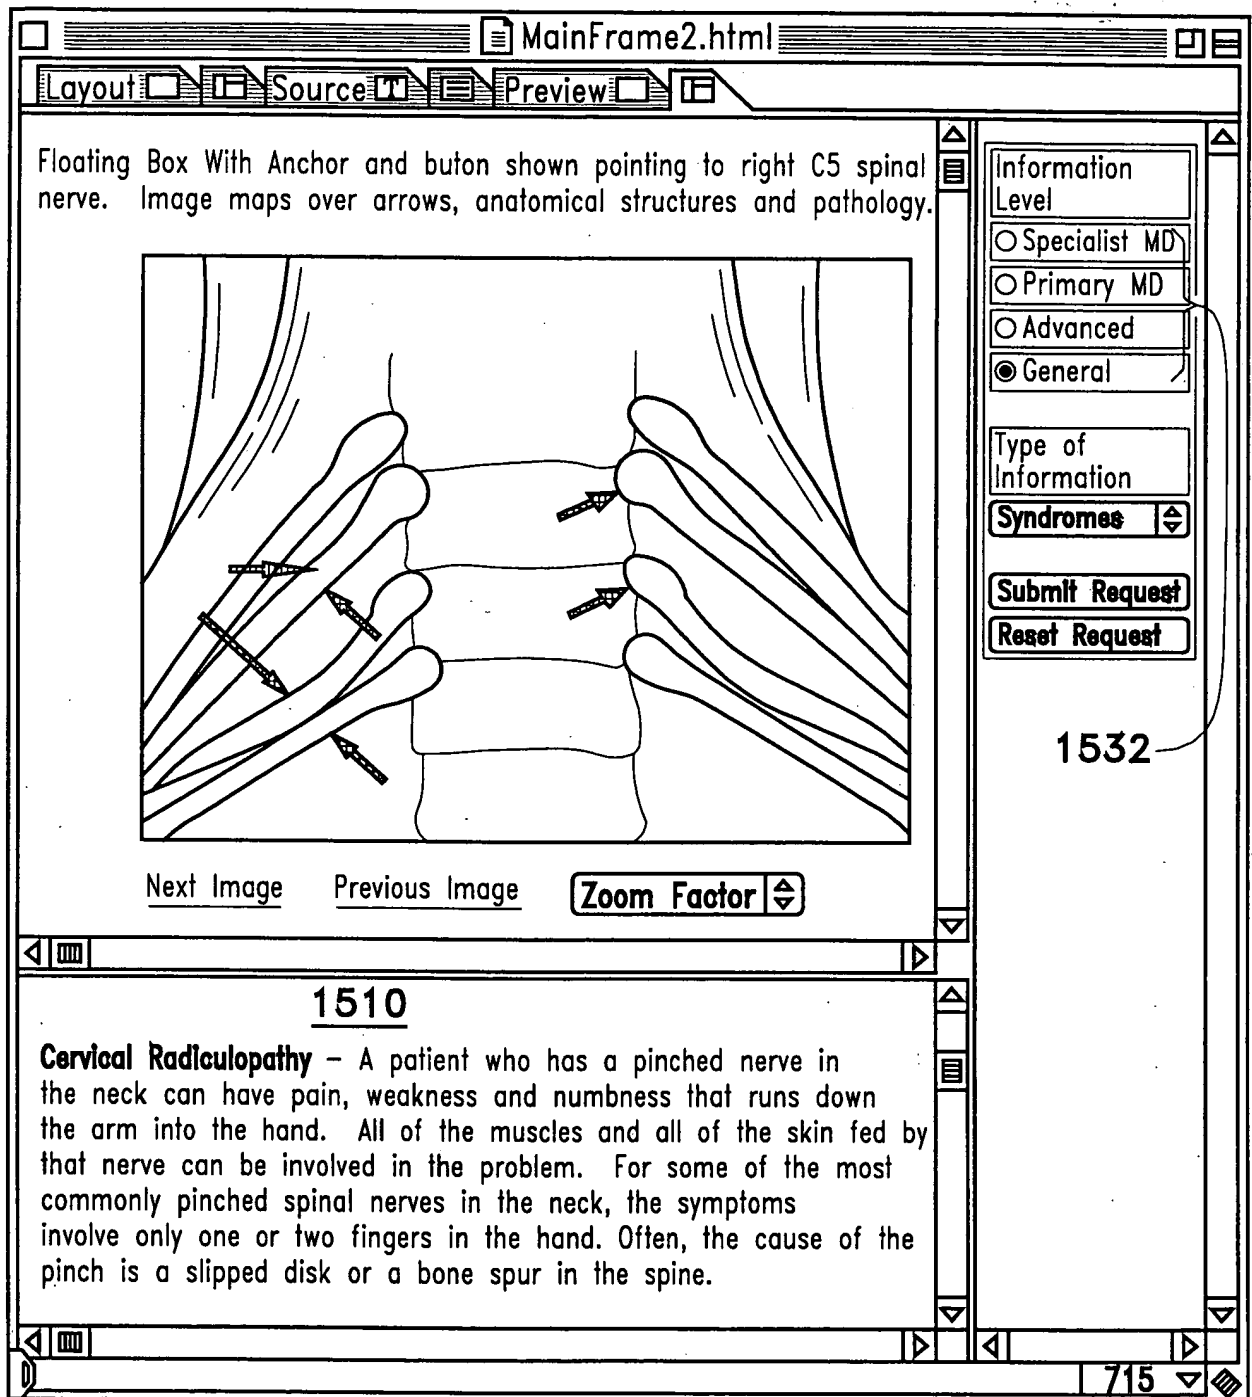 MainFrame2.html
Layout
Source T
Preview
Floating Box With Anchor and buton shown pointing to right C5 spinal
nerve. Image maps over arrows, anatomical structures and pathology.
Next Image Previous Image Zoom Factor
1510
Cervical Radiculopathy – A patient who has a pinched nerve in
the neck can have pain, weakness and numbness that runs down
the arm into the hand. All of the muscles and all of the skin fed by
that nerve can be involved in the problem. For some of the most
commonly pinched spinal nerves in the neck, the symptoms
involve only one or two fingers in the hand. Often, the cause of the
pinch is a slipped disk or a bone spur in the spine.
Information
Level
Specialist MD
Primary MD
Advanced
General
Type of
Information
Syndromes
Submit Request
Reset Request
1532
715